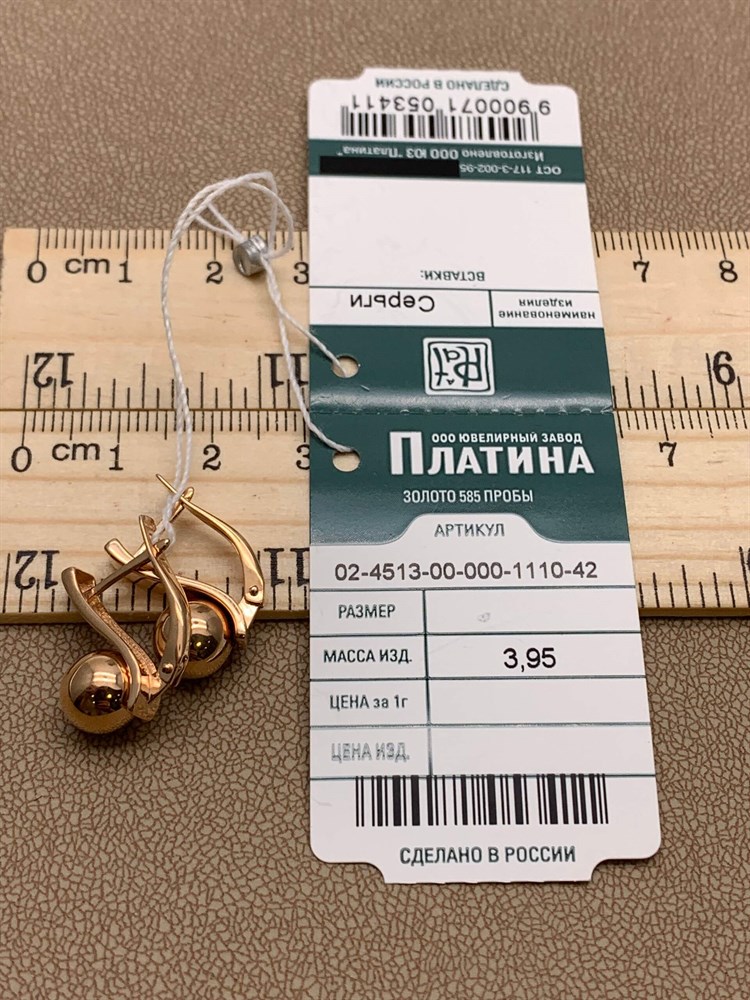 СДЕЛАНО В РОССИИ
9 900071 053411
Изготовлено ООО ЮЗ "Платина"
ОСТ 117-3-002-95
ВСТАВКИ:
наименование изделия
Серьги
0 cm 1 2 3 7 8
12 11 6
Plat
0 cm 1 2 3 7
12 11
ООО ЮВЕЛИРНЫЙ ЗАВОД
ПЛАТИНА
ЗОЛОТО 585 ПРОБЫ
АРТИКУЛ
02-4513-00-000-1110-42
РАЗМЕР
МАССА ИЗД. 3,95
ЦЕНА за 1г
ЦЕНА ИЗД.
СДЕЛАНО В РОССИИ